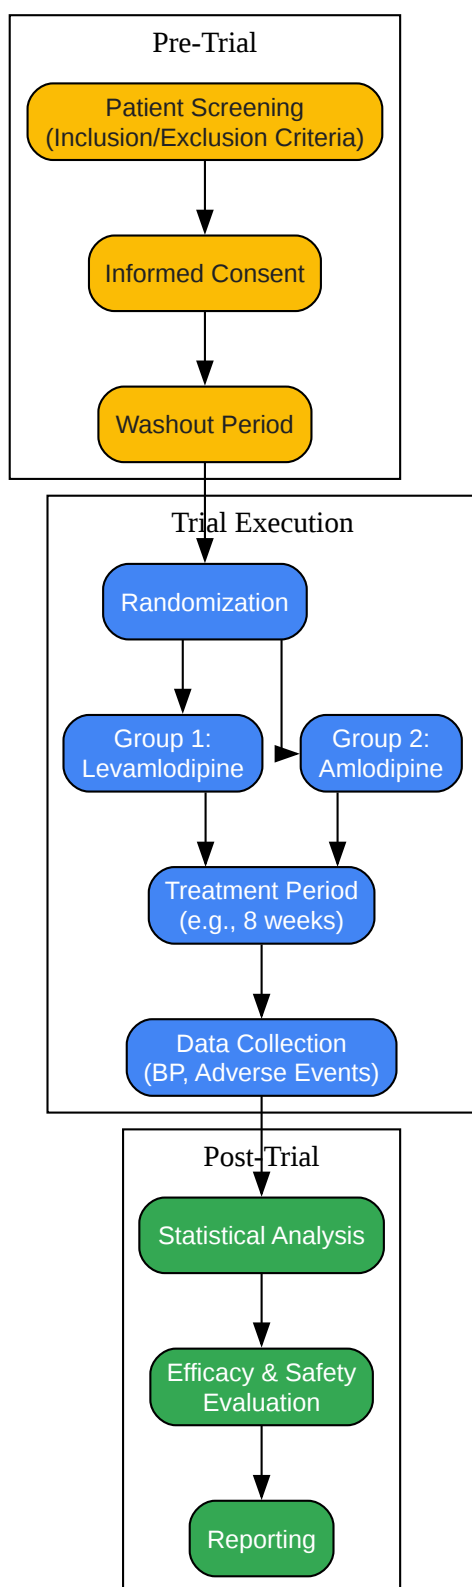 Pre-Trial
Patient Screening
(Inclusion/Exclusion Criteria)
Informed Consent
Washout Period
Trial Execution
Randomization
Group 1:
Levamlodipine
Group 2:
Amlodipine
Treatment Period
(e.g., 8 weeks)
Data Collection
(BP, Adverse Events)
Post-Trial
Statistical Analysis
Efficacy & Safety
Evaluation
Reporting